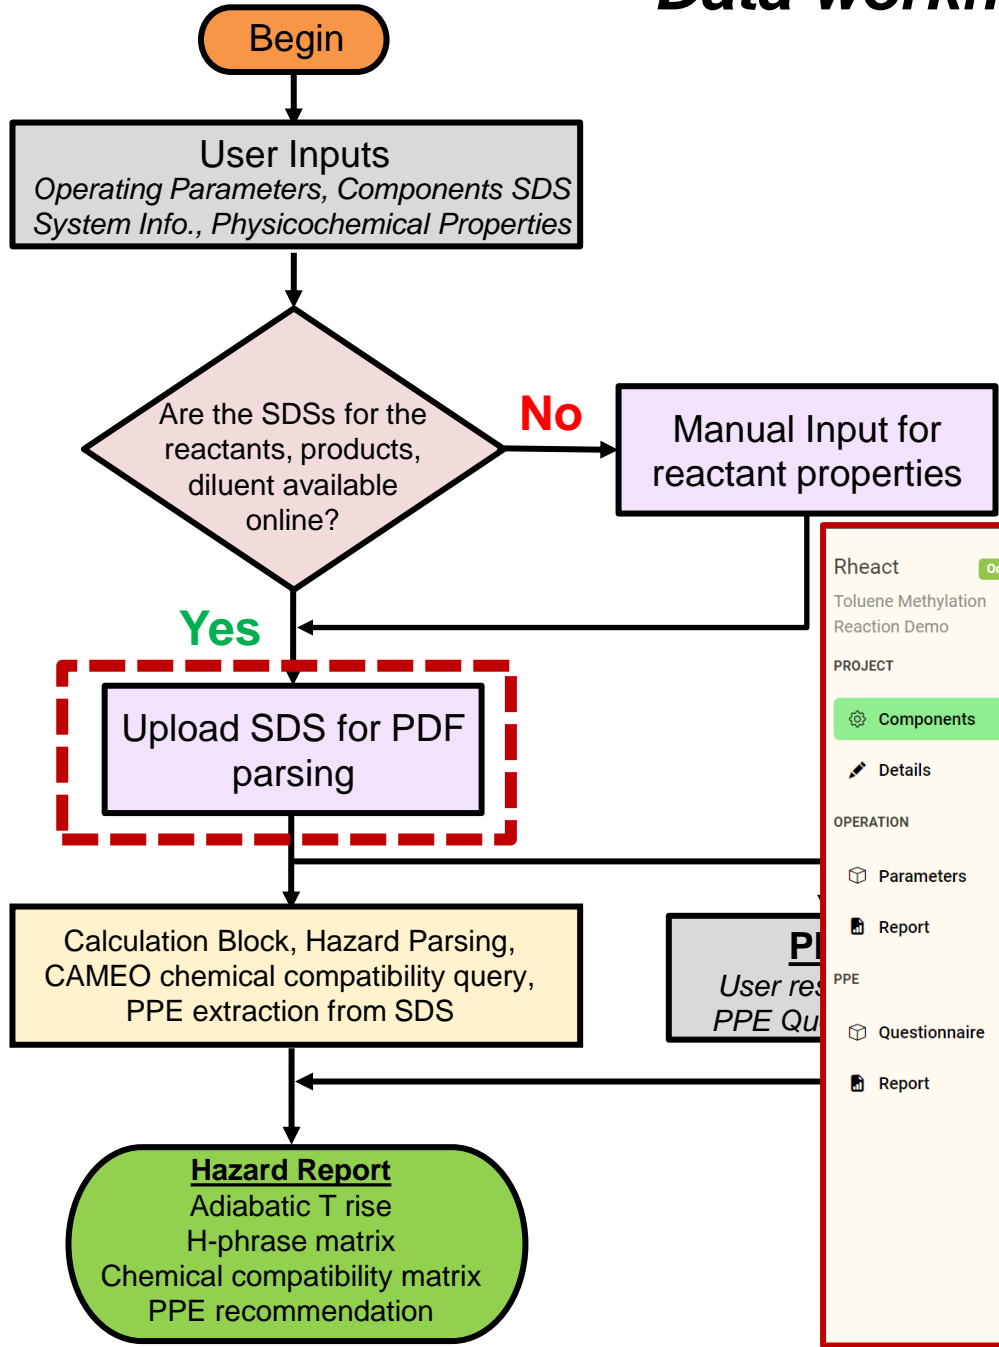 Begin
User Inputs
Operating Parameters, Components SDS
System Info., Physicochemical Properties
Are the SDSs for the
reactants, products,
diluent available
online?
No
Manual Input for
reactant properties
Yes
Upload SDS for PDF
parsing
Calculation Block, Hazard Parsing,
CAMEO chemical compatibility query,
PPE extraction from SDS
User
PPE
Hazard Report
Adiabatic T rise
H-phrase matrix
Chemical compatibility matrix
PPE recommendation
Rheact
Toluene Methylation
Reaction Demo
PROJECT
Components
Details
OPERATION
Parameters
Report
PPE
Questionnaire
Report
Data